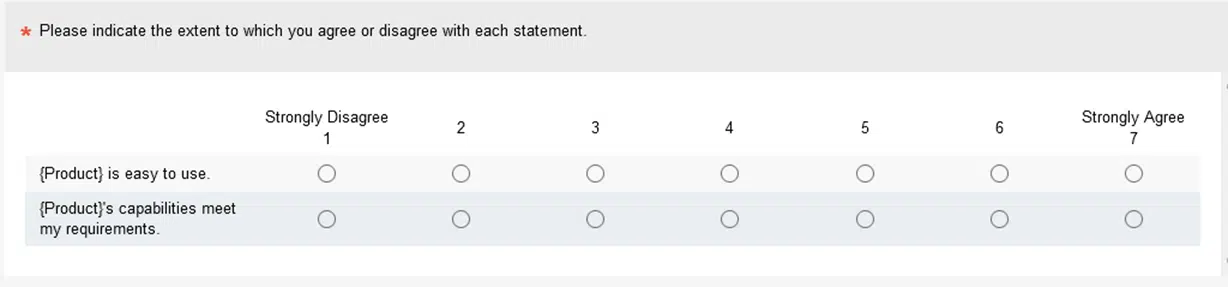 * Please indicate the extent to which you agree or disagree with each statement.
Strongly Disagree
1
2
3
4
5
6
Strongly Agree
7
{Product} is easy to use.
{Product}'s capabilities meet
my requirements.